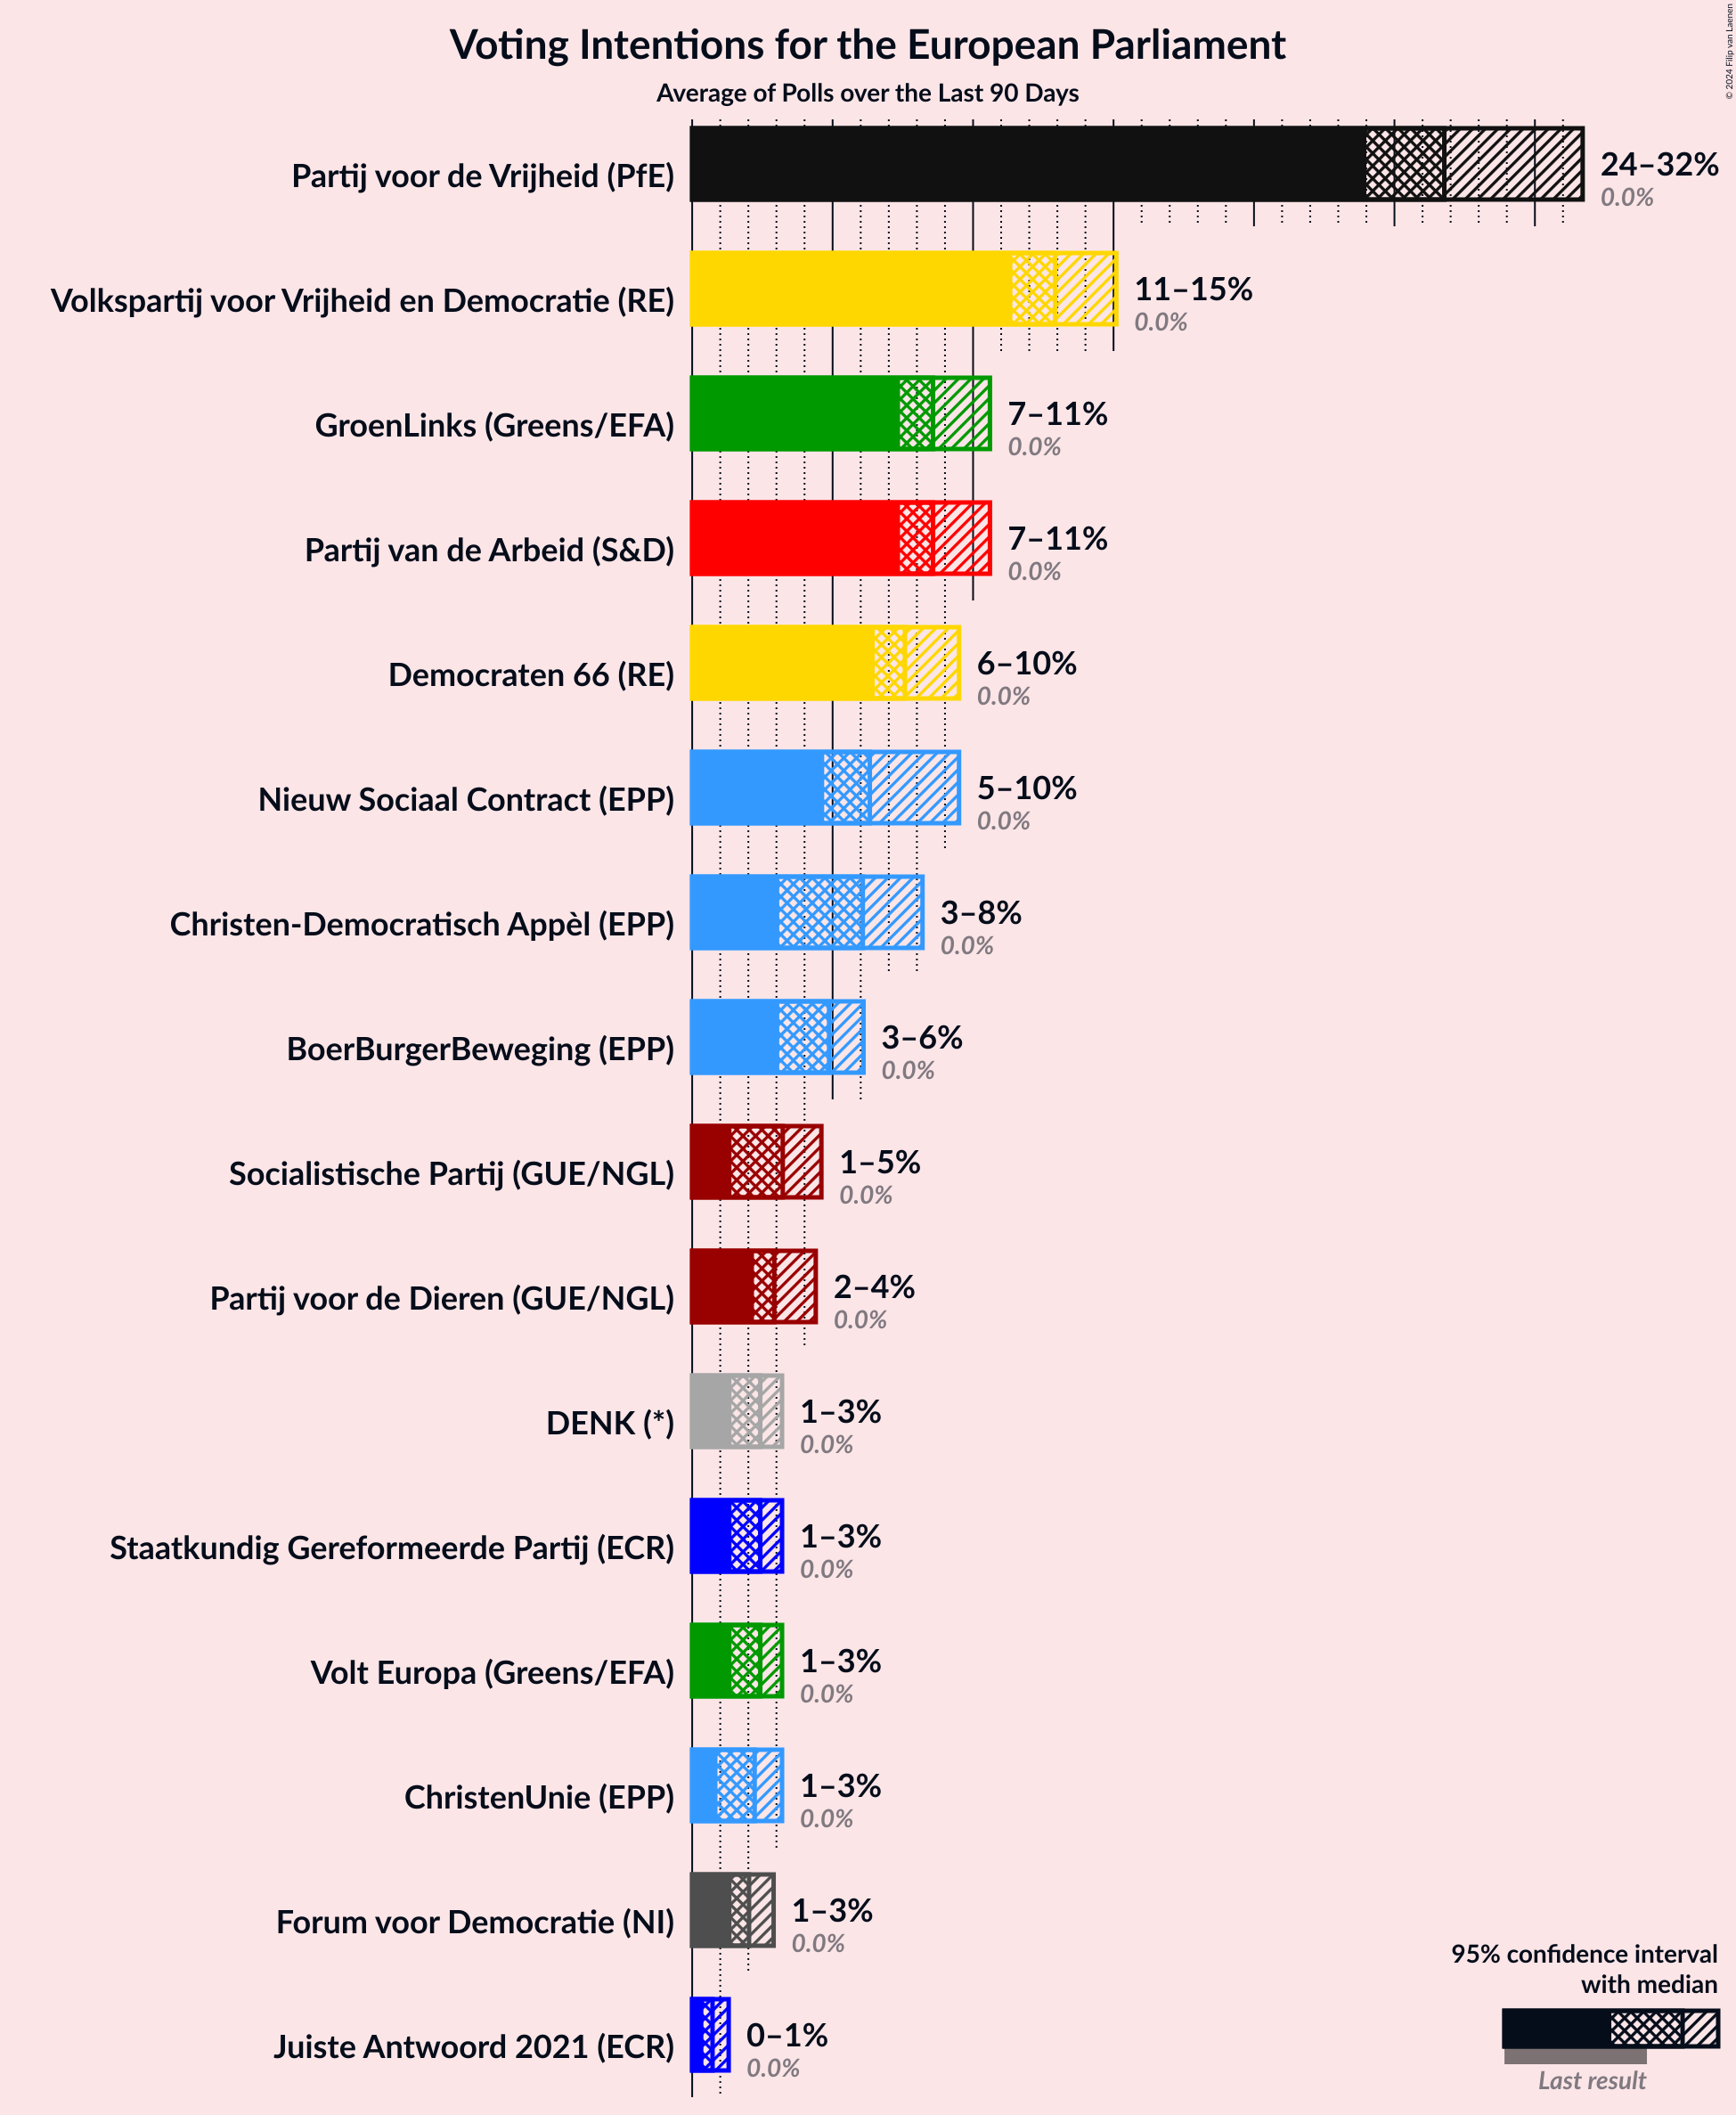 Voting Intentions for the European Parliament
Average of Polls over the Last 90 Days
© 2024 Filip van Laenen
Partij voor de Vrijheid (PfE)
24–32%
0.0%
Volkspartij voor Vrijheid en Democratie (RE)
11–15%
0.0%
GroenLinks (Greens/EFA)
7–11%
0.0%
Partij van de Arbeid (S&D)
7–11%
0.0%
Democraten 66 (RE)
6–10%
0.0%
Nieuw Sociaal Contract (EPP)
5–10%
0.0%
Christen-Democratisch Appèl (EPP)
3–8%
0.0%
BoerBurgerBeweging (EPP)
3–6%
0.0%
Socialistische Partij (GUE/NGL)
1–5%
0.0%
Partij voor de Dieren (GUE/NGL)
2–4%
0.0%
DENK (*)
1–3%
0.0%
Staatkundig Gereformeerde Partij (ECR)
1–3%
0.0%
Volt Europa (Greens/EFA)
1–3%
0.0%
ChristenUnie (EPP)
1–3%
0.0%
Forum voor Democratie (NI)
1–3%
0.0%
Juiste Antwoord 2021 (ECR)
0–1%
0.0%
95% confidence interval
with median
Last result